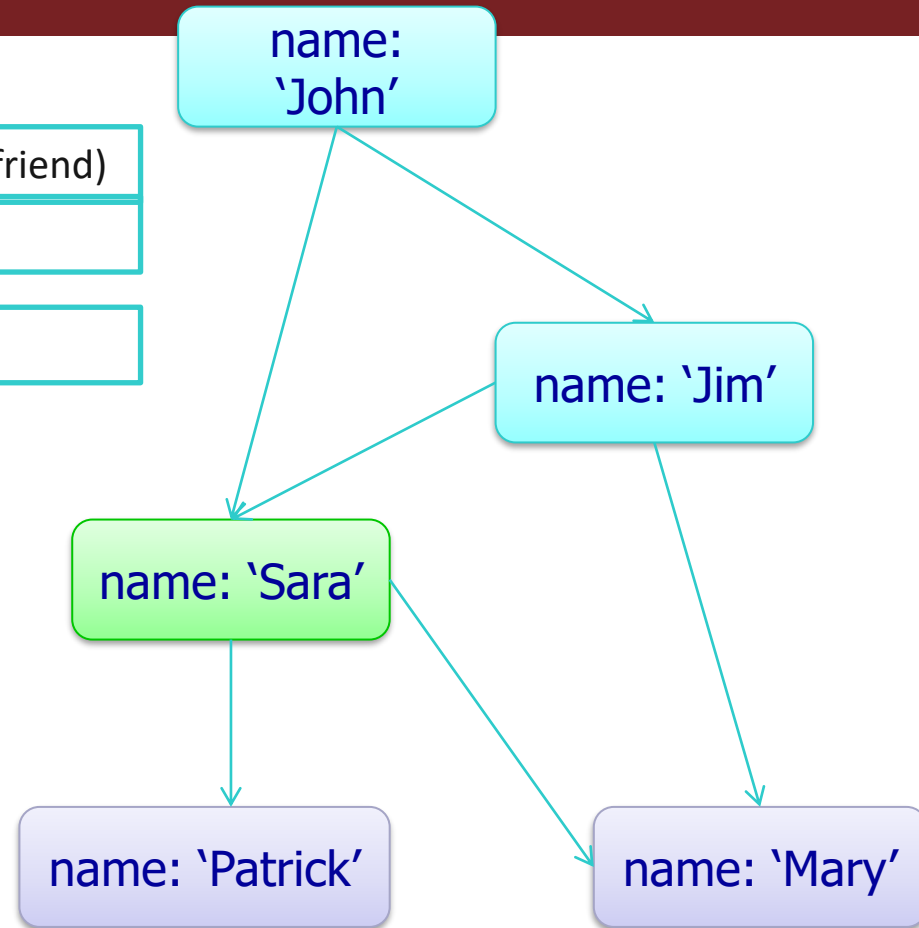 name:
‘John’
friend)
name: ‘Jim’
name: ‘Sara’
name: ‘Patrick’
name: ‘Mary’